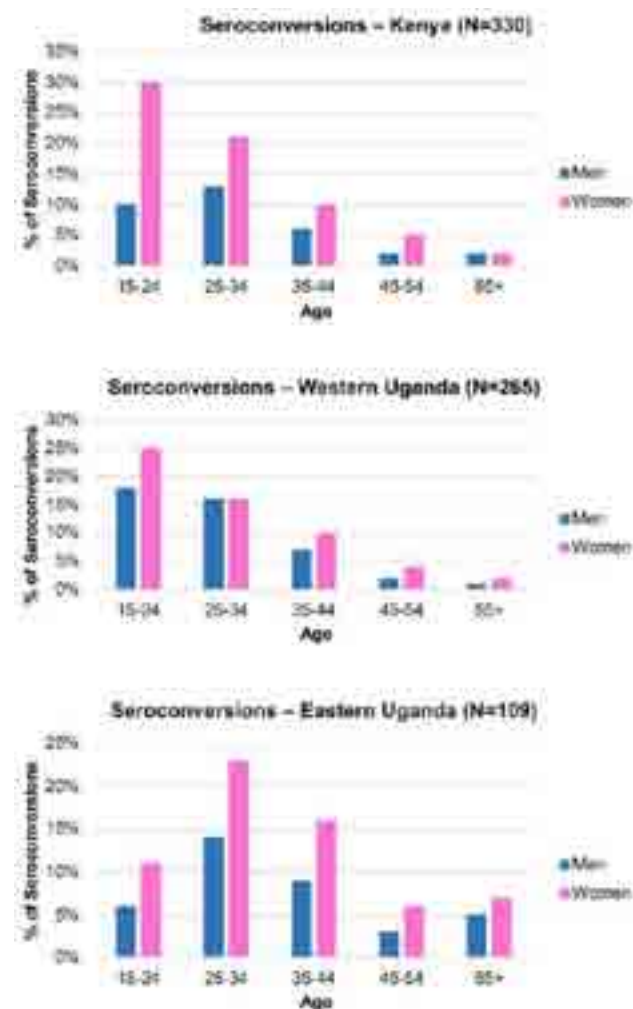 Seroconversions – Kenya (N=330)
% of Seroconversions
35%
30%
25%
20%
15%
10%
5%
0%
15-24 25-34 35-44 45-54 55+
Age
Men
Women
Seroconversions – Western Uganda (N=265)
% of Seroconversions
30%
25%
20%
15%
10%
5%
0%
15-24 25-34 35-44 45-54 55+
Age
Men
Women
Seroconversions – Eastern Uganda (N=109)
% of Seroconversions
25%
20%
15%
10%
5%
0%
15-24 25-34 35-44 45-54 55+
Age
Men
Women